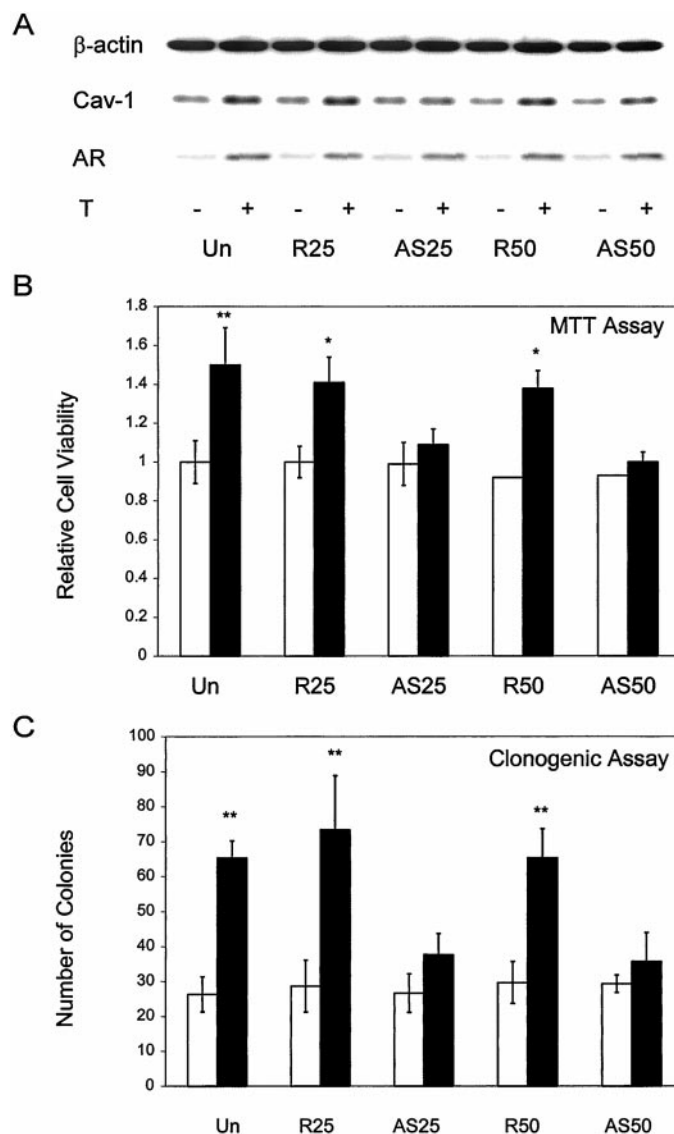 A
β-actin
Cav-1
AR
T - + - + - + - + - +
Un R25 AS25 R50 AS50
B
MTT Assay
** * *
Relative Cell Viability
1.8
1.6
1.4
1.2
1
0.8
0.6
0.4
0.2
0
Un R25 AS25 R50 AS50
C
Clonogenic Assay
** ** **
Number of Colonies
100
90
80
70
60
50
40
30
20
10
0
Un R25 AS25 R50 AS50